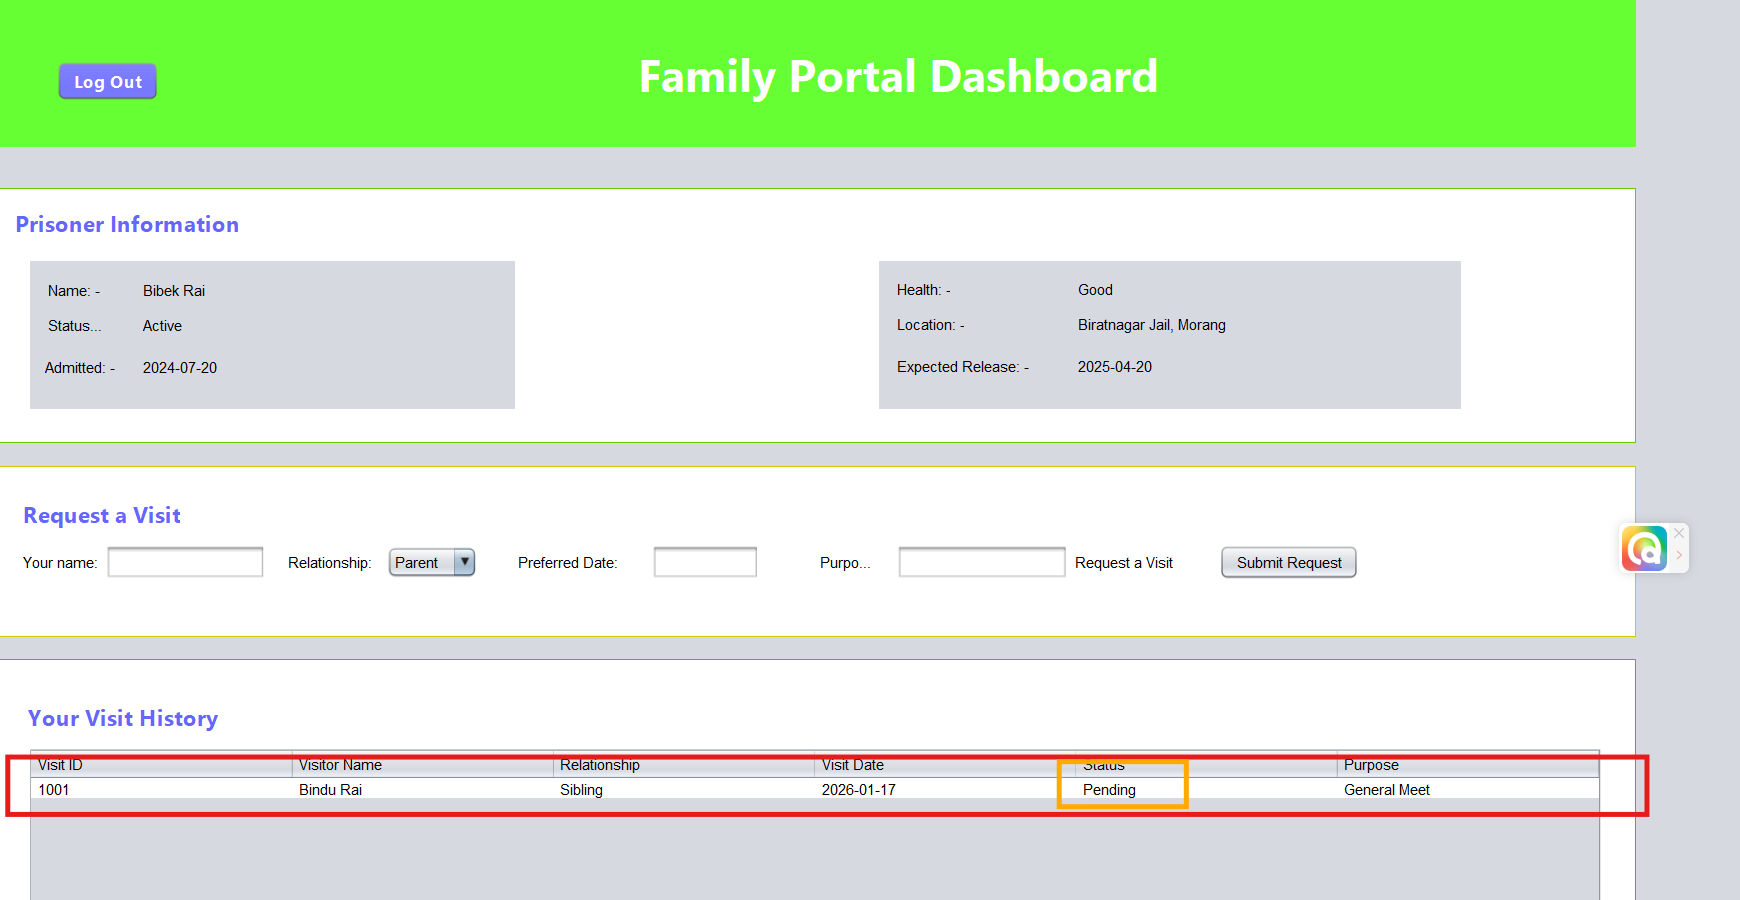 Log Out
Family Portal Dashboard
Prisoner Information
Name: - Bibek Rai
Status... Active
Admitted: - 2024-07-20
Health: - Good
Location: - Biratnagar Jail, Morang
Expected Release: - 2025-04-20
Request a Visit
Your name: Relationship: Parent Preferred Date: Purpo... Request a Visit Submit Request
Your Visit History
Visit ID Visitor Name Relationship Visit Date Status Purpose
1001 Bindu Rai Sibling 2026-01-17 Pending General Meet